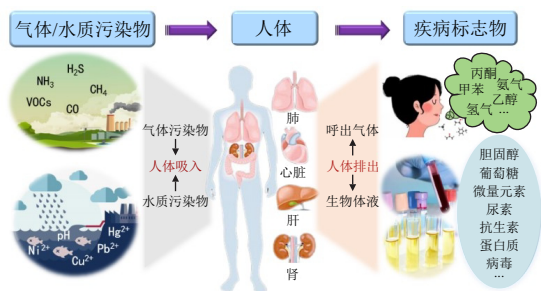 气体/水质污染物
人体
疾病标志物
H₂S
NH₃
CH₄
VOCs
CO
pH
Hg²⁺
Ni²⁺
Pb²⁺
Cu²⁺
气体污染物
人体吸入
水质污染物
肺
心脏
肝
肾
呼出气体
人体排出
生物体液
丙酮
氨气
甲苯
乙醇
氢气
...
胆固醇
葡萄糖
微量元素
尿素
抗生素
蛋白质
病毒